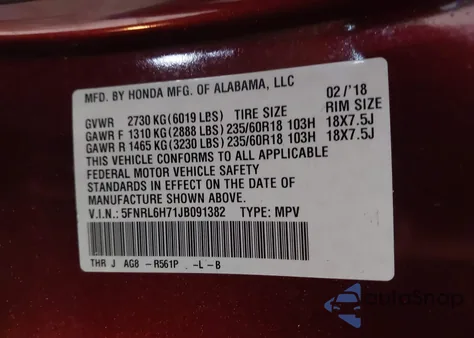 MFD. BY HONDA MFG. OF ALABAMA, LLC 02/'18
GVWR 2730 KG (6019 LBS) TIRE SIZE RIM SIZE
GAWR F 1310 KG (2888 LBS) 235/60R18 103H 18X7.5J
GAWR R 1465 KG (3230 LBS) 235/60R18 103H 18X7.5J
THIS VEHICLE CONFORMS TO ALL APPLICABLE
FEDERAL MOTOR VEHICLE SAFETY
STANDARDS IN EFFECT ON THE DATE OF
MANUFACTURE SHOWN ABOVE.
V.I.N.: 5FNRL6H71JB091382 TYPE: MPV
THR J AG8 -R561P -L-B
AutoSnap